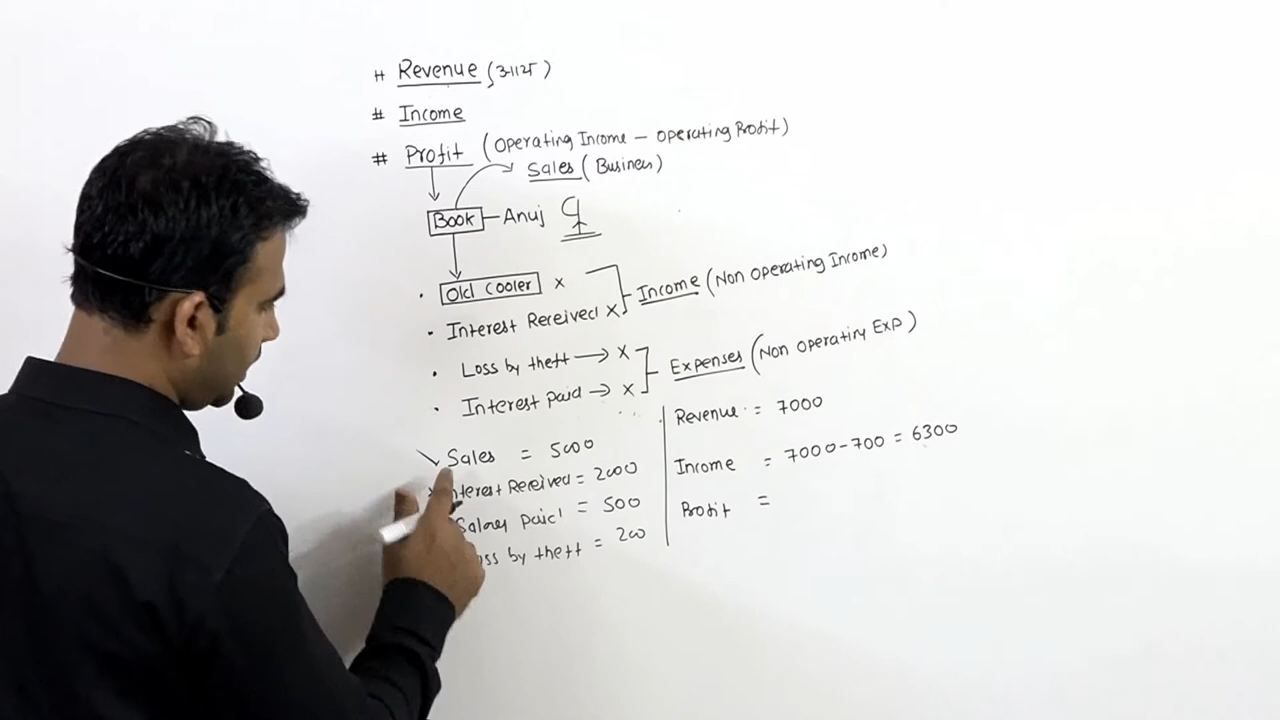 # Revenue (आय)
# Income
# Profit (Operating Income - Operating Profit)
Sales (Business)
Book - Anuj
. Old Cooler x
. Interest Received x
Income (Non Operating Income)
. Loss by theft → x
. Interest paid → x
Expenses (Non Operating Exp)
Sales = 5000
Interest Received = 2000
Salary Paid = 500
by theft = 200
Revenue = 7000
Income = 7000-700 = 6300
Profit =